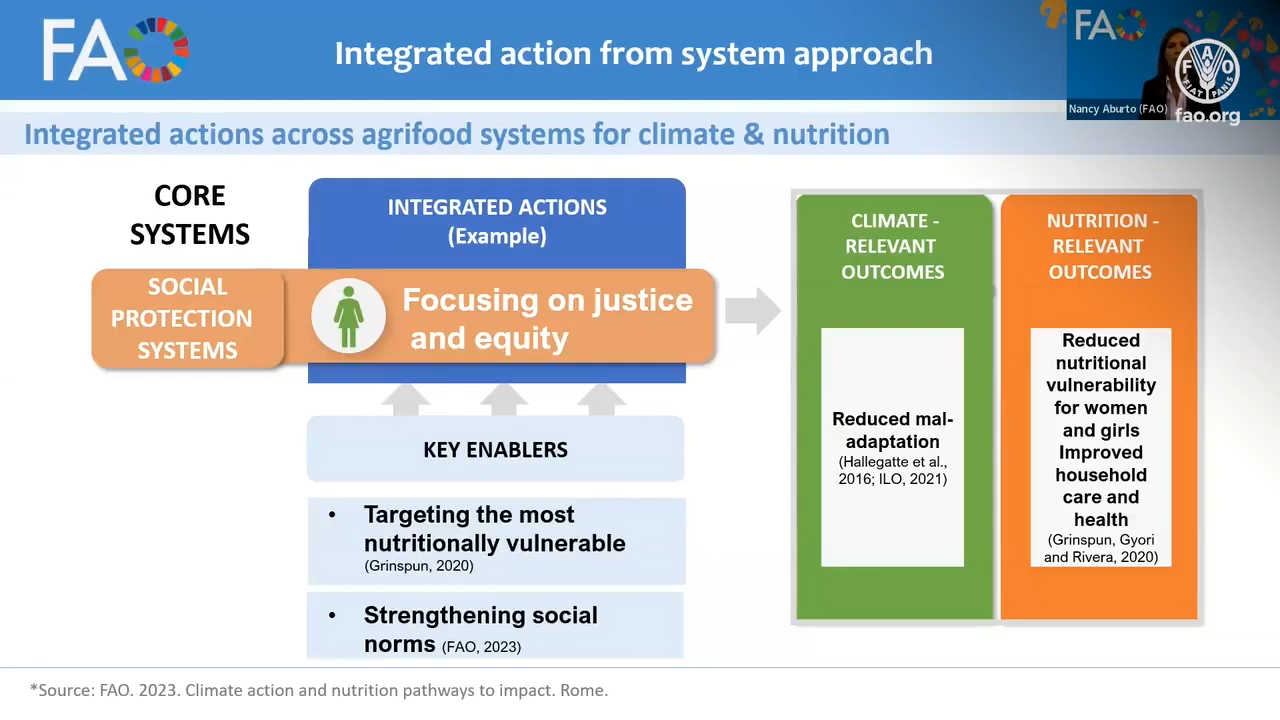 FAO
Integrated action from system approach
FAO
Nancy Aburto (FAO)
F A O
FIAT PANIS
fao.org
Integrated actions across agrifood systems for climate & nutrition
CORE
SYSTEMS
INTEGRATED ACTIONS
(Example)
SOCIAL
PROTECTION
SYSTEMS
Focusing on justice
and equity
KEY ENABLERS
• Targeting the most
nutritionally vulnerable
(Grinspun, 2020)
• Strengthening social
norms (FAO, 2023)
CLIMATE -
RELEVANT
OUTCOMES
Reduced mal-
adaptation
(Hallegatte et al.,
2016; ILO, 2021)
NUTRITION -
RELEVANT
OUTCOMES
Reduced
nutritional
vulnerability
for women
and girls
Improved
household
care and
health
(Grinspun, Gyori
and Rivera, 2020)
*Source: FAO. 2023. Climate action and nutrition pathways to impact. Rome.